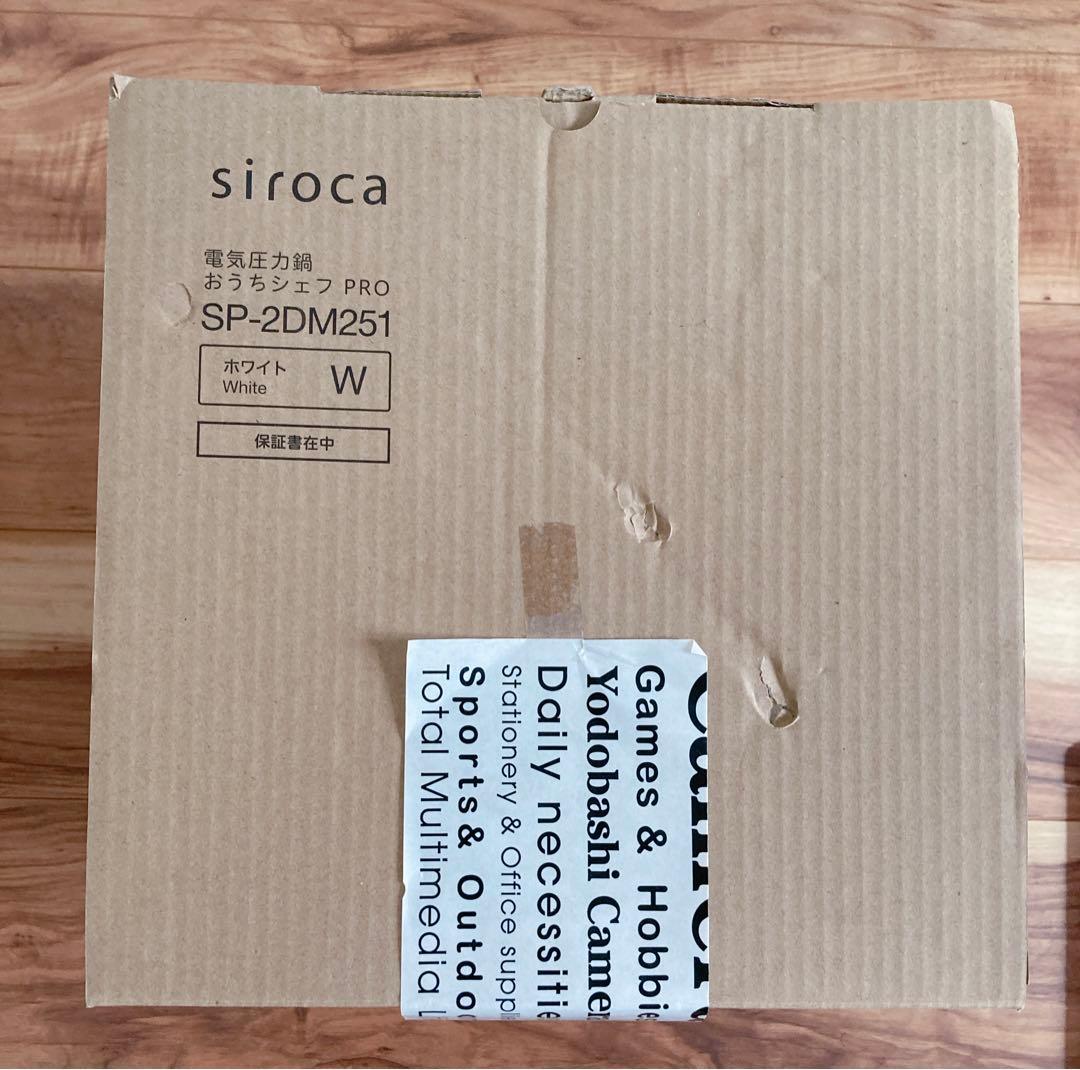 siroca
電気圧力鍋
おうちシェフ PRO
SP-2DM251
ホワイト
White
W
保証書在中
Games & Hobbie
Yodobashi Camer
Daily necessitie
Stationery & Office suppl
Sports & Outdo
Total Multimedia